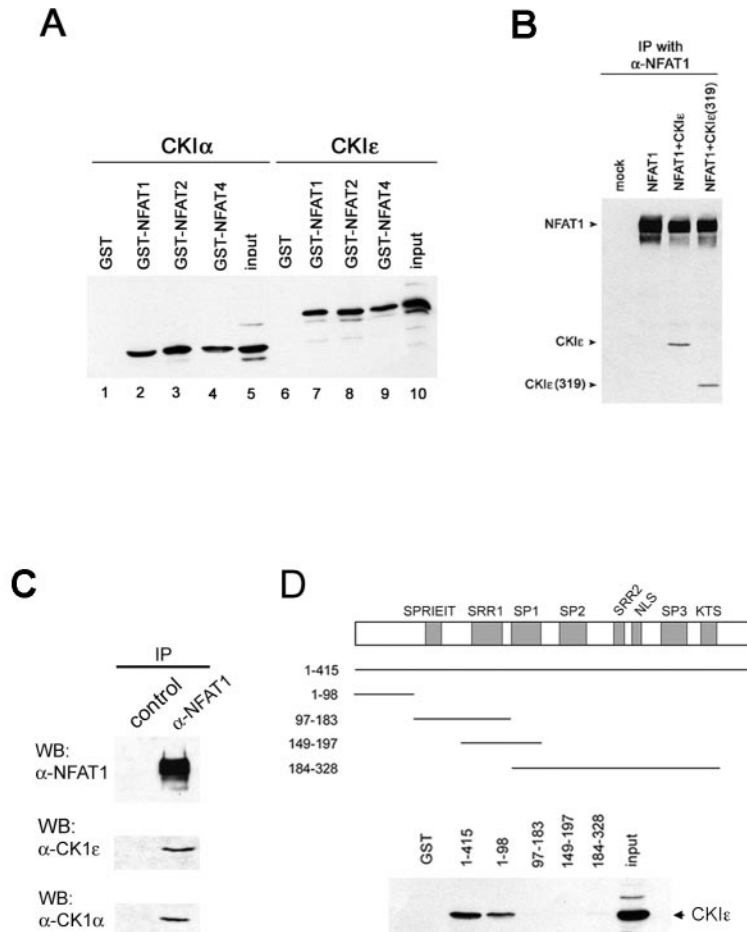 A
CKIα
CKIε
GST
GST-NFAT1
GST-NFAT2
GST-NFAT4
input
GST
GST-NFAT1
GST-NFAT2
GST-NFAT4
input
1 2 3 4 5 6 7 8 9 10
B
IP with
α-NFAT1
mock
NFAT1
NFAT1+CKIε
NFAT1+CKIε(319)
NFAT1
CKIε
CKIε(319)
C
IP
control
α-NFAT1
WB:
α-NFAT1
WB:
α-CK1ε
WB:
α-CK1α
D
SPRIEIT SRR1 SP1 SP2 SRR2 NLS SP3 KTS
1-415
1-98
97-183
149-197
184-328
GST
1-415
1-98
97-183
149-197
184-328
input
CKIε